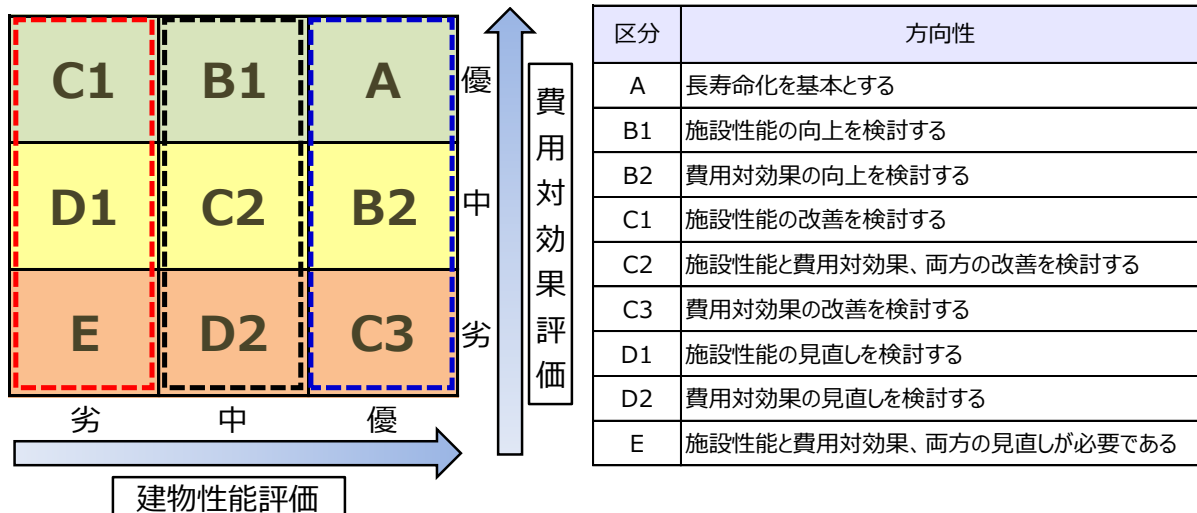 C1 B1 A 優
D1 C2 B2 中
E D2 C3 劣
劣 中 優
建物性能評価
費用対効果評価
区分 方向性
A 長寿命化を基本とする
B1 施設性能の向上を検討する
B2 費用対効果の向上を検討する
C1 施設性能の改善を検討する
C2 施設性能と費用対効果、両方の改善を検討する
C3 費用対効果の改善を検討する
D1 施設性能の見直しを検討する
D2 費用対効果の見直しを検討する
E 施設性能と費用対効果、両方の見直しが必要である